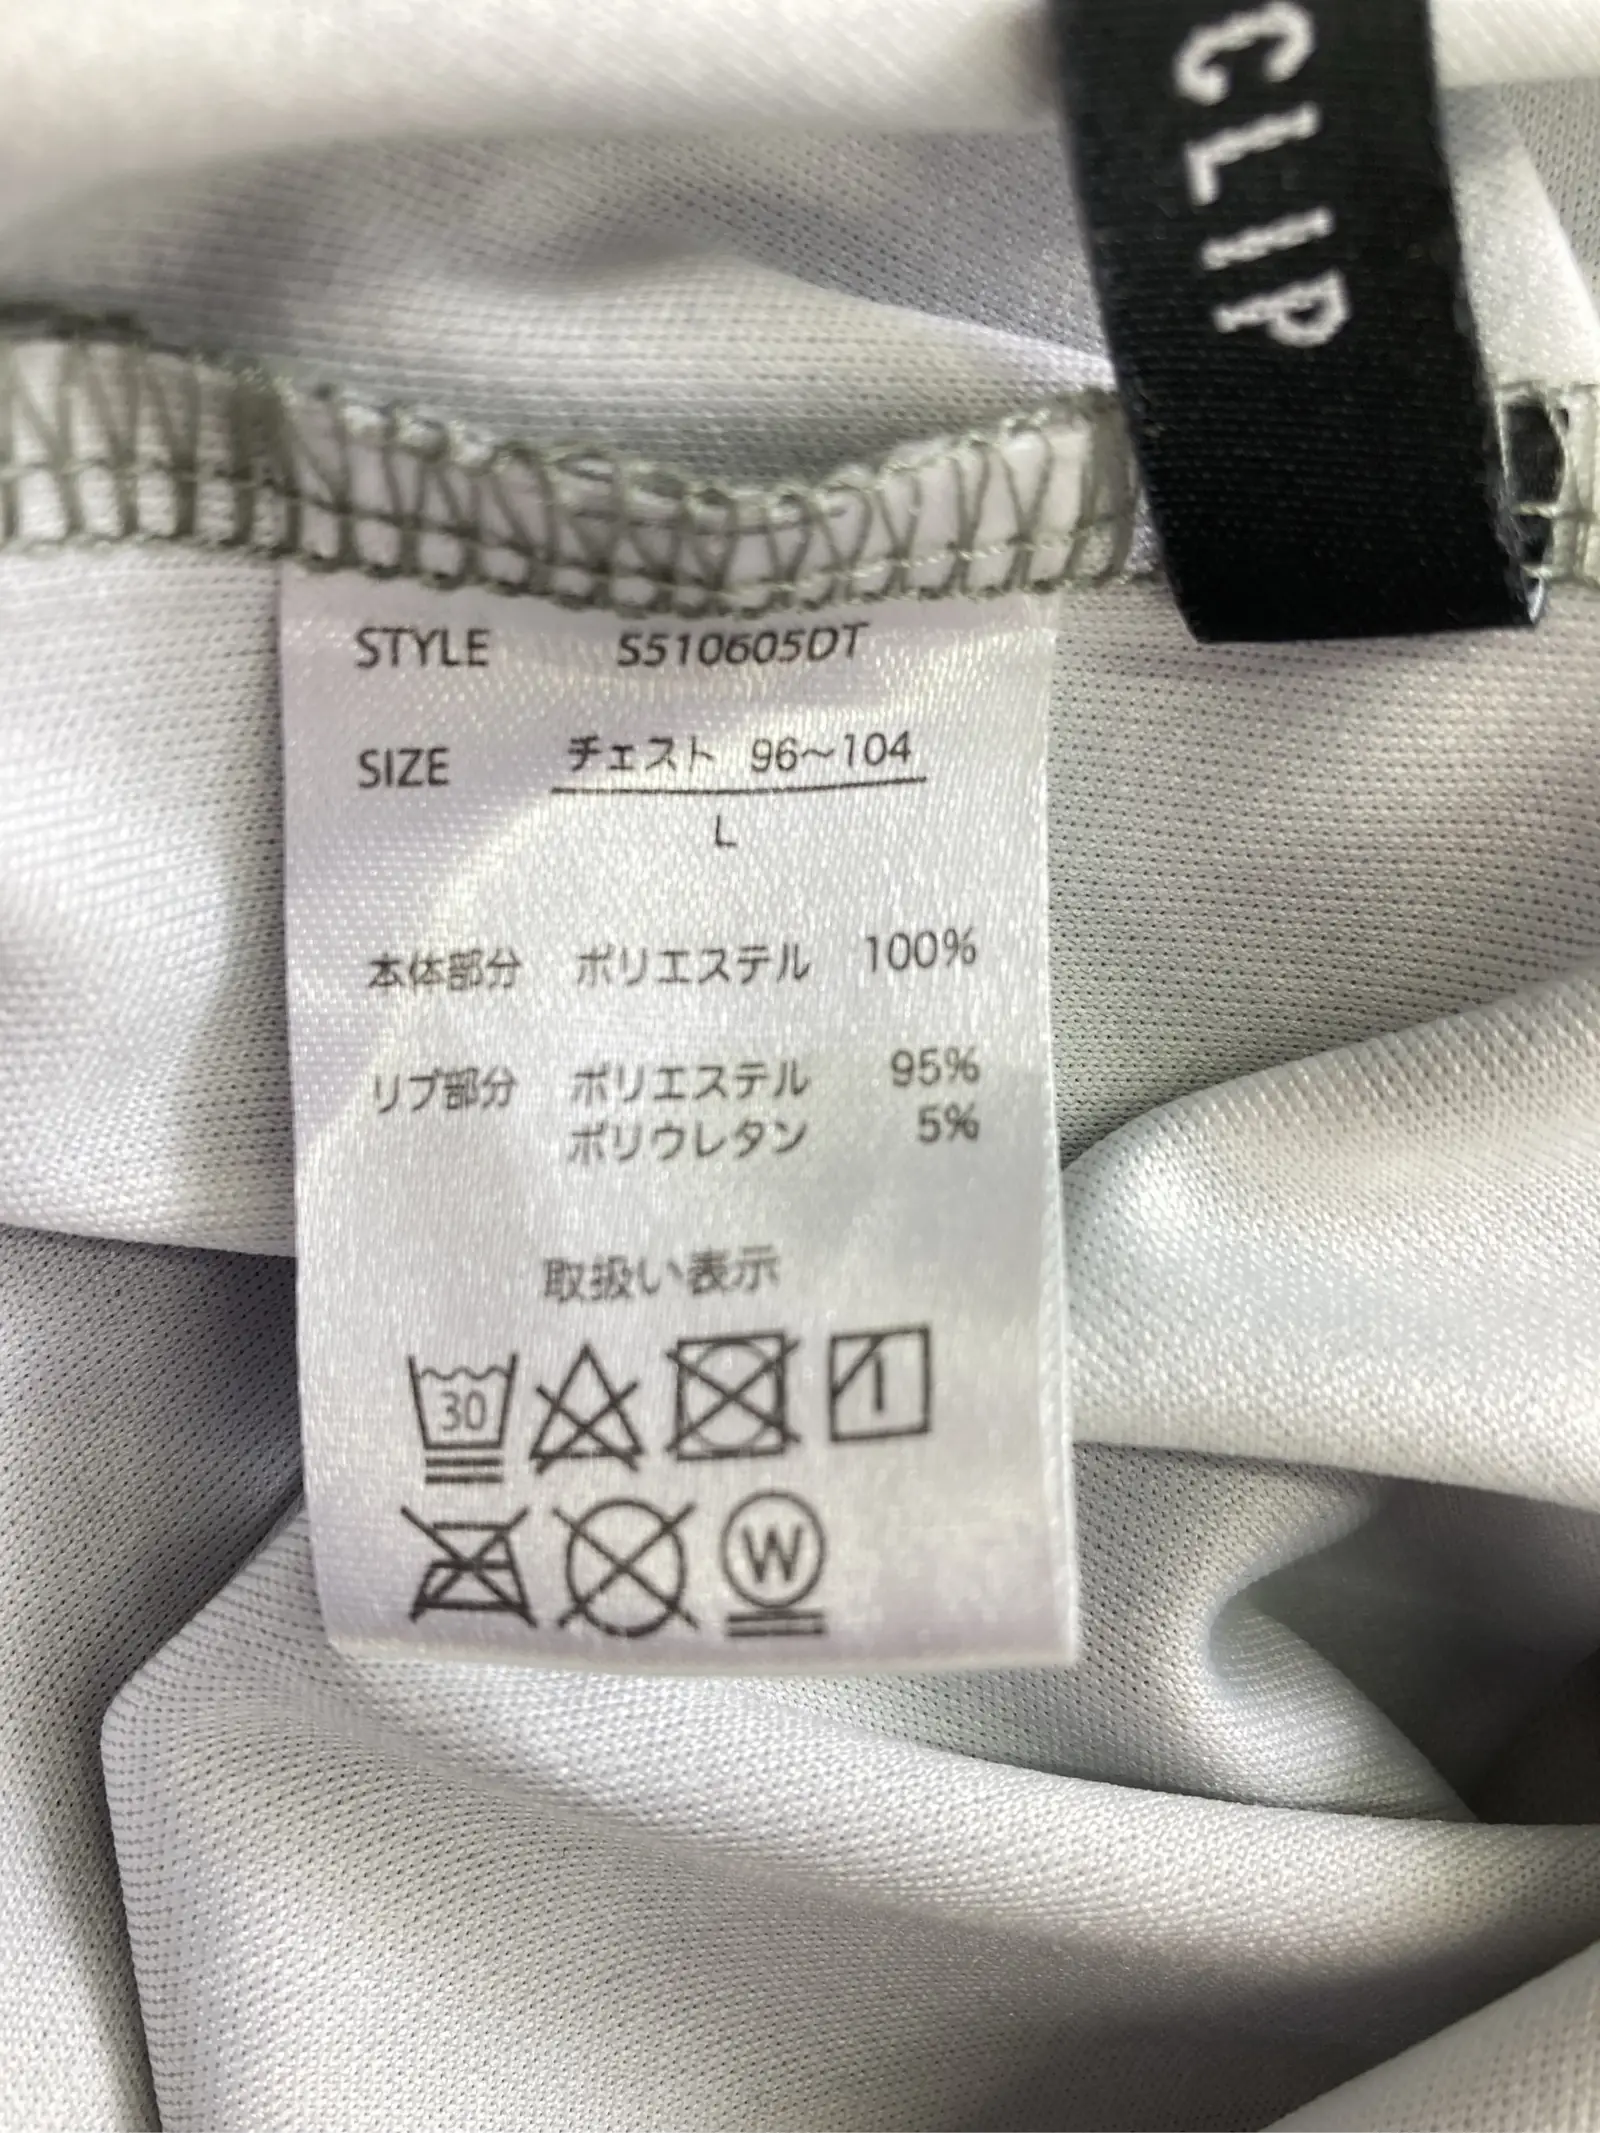 CLIP
STYLE S510605DT
SIZE チェスト 96〜104
L
本体部分 ポリエステル 100%
リブ部分 ポリエステル 95%
ポリウレタン 5%
取扱い表示
30
W